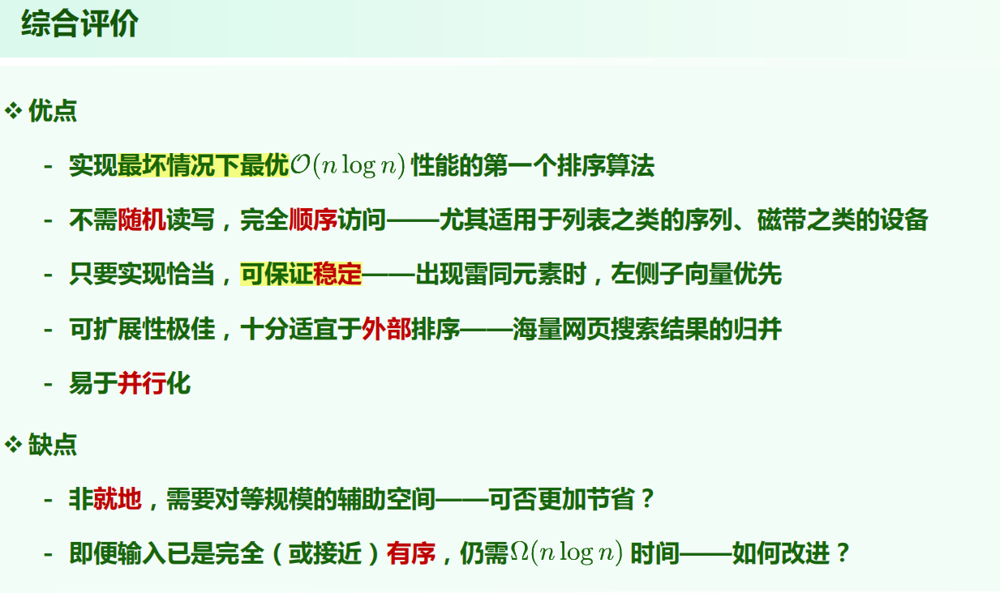 综合评价
❖ 优点
- 实现最坏情况下最优𝒪(n log n)性能的第一个排序算法
- 不需随机读写，完全顺序访问——尤其适用于列表之类的序列、磁带之类的设备
- 只要实现恰当，可保证稳定——出现雷同元素时，左侧子向量优先
- 可扩展性极佳，十分适宜于外部排序——海量网页搜索结果的归并
- 易于并行化
❖ 缺点
- 非就地，需要对等规模的辅助空间——可否更加节省？
- 即便输入已是完全（或接近）有序，仍需Ω(n log n)时间——如何改进？